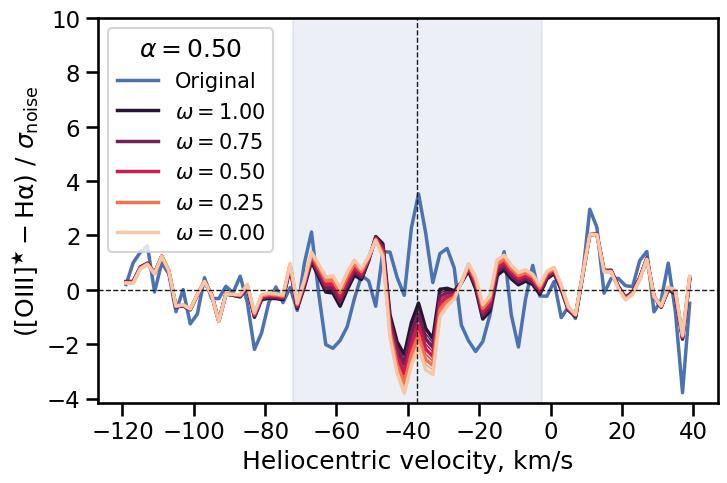 α = 0.50
Original
ω = 1.00
ω = 0.75
ω = 0.50
ω = 0.25
ω = 0.00
([OIII]★ − Hα) / σnoise
10
8
6
4
2
0
−2
−4
−120 −100 −80 −60 −40 −20 0 20 40
Heliocentric velocity, km/s